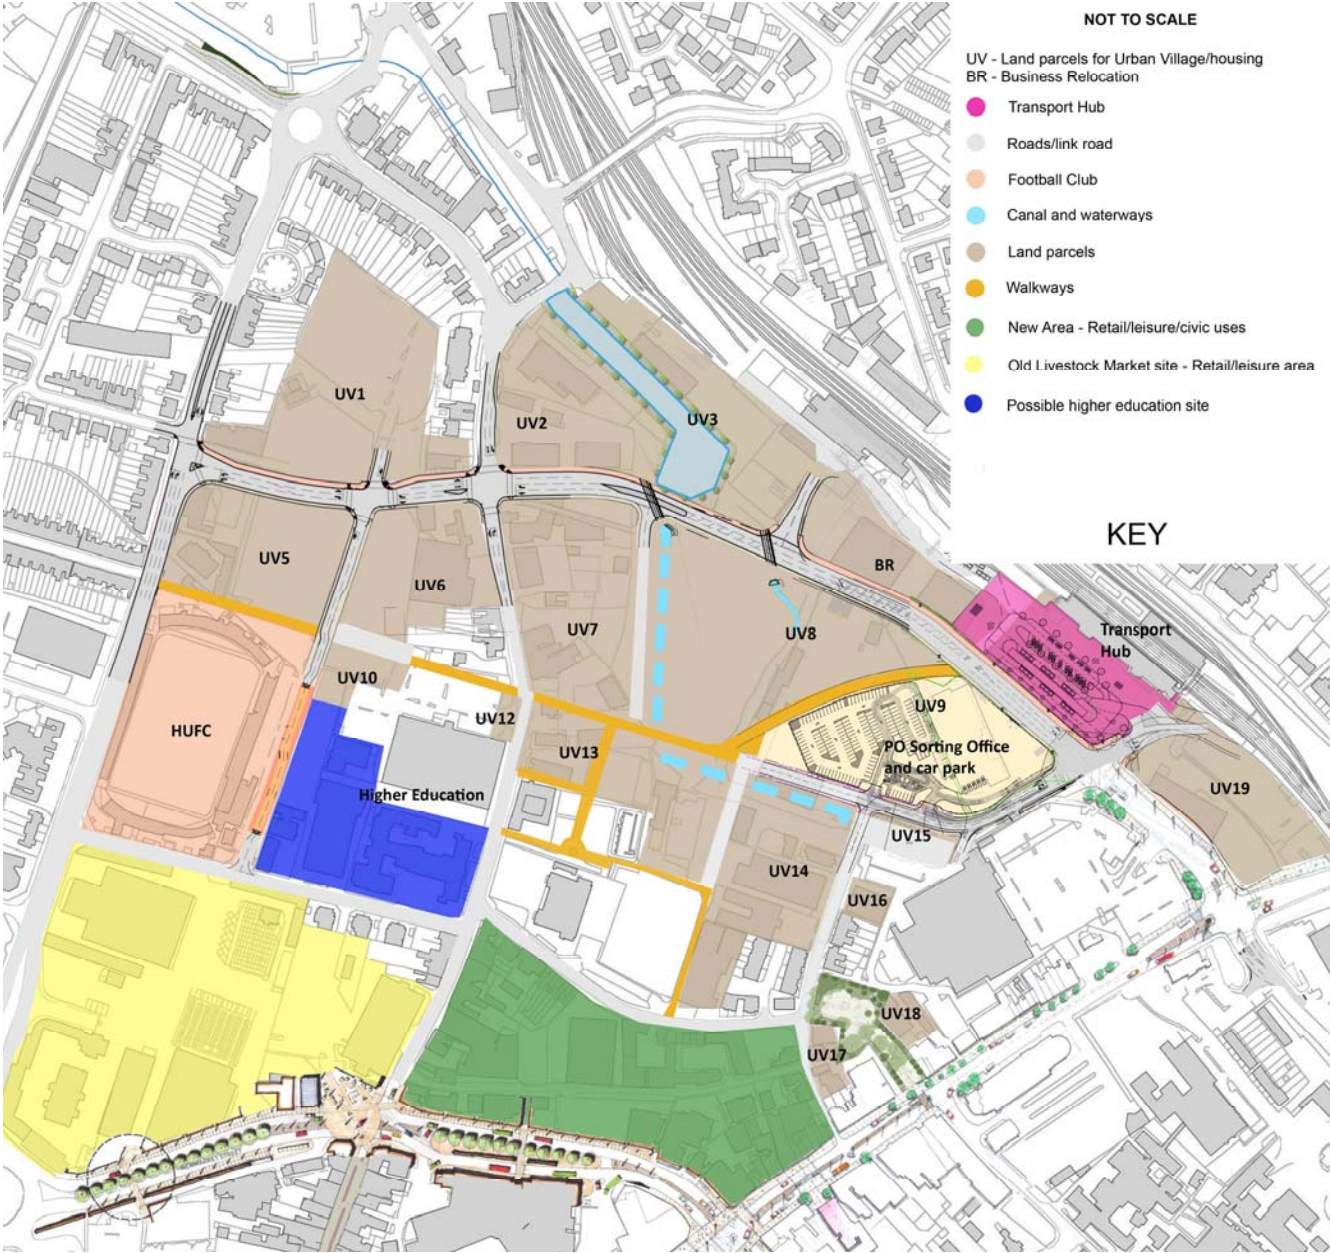 NOT TO SCALE
UV - Land parcels for Urban Village/housing
BR - Business Relocation
Transport Hub
Roads/link road
Football Club
Canal and waterways
Land parcels
Walkways
New Area - Retail/leisure/civic uses
Old Livestock Market site - Retail/leisure area
Possible higher education site
KEY
UV1
UV2
UV3
UV5
UV6
UV7
UV8
BR
Transport
Hub
UV10
UV12
UV9
HUFC
UV13
PO Sorting Office
and car park
Higher Education
UV19
UV15
UV14
UV16
UV18
UV17